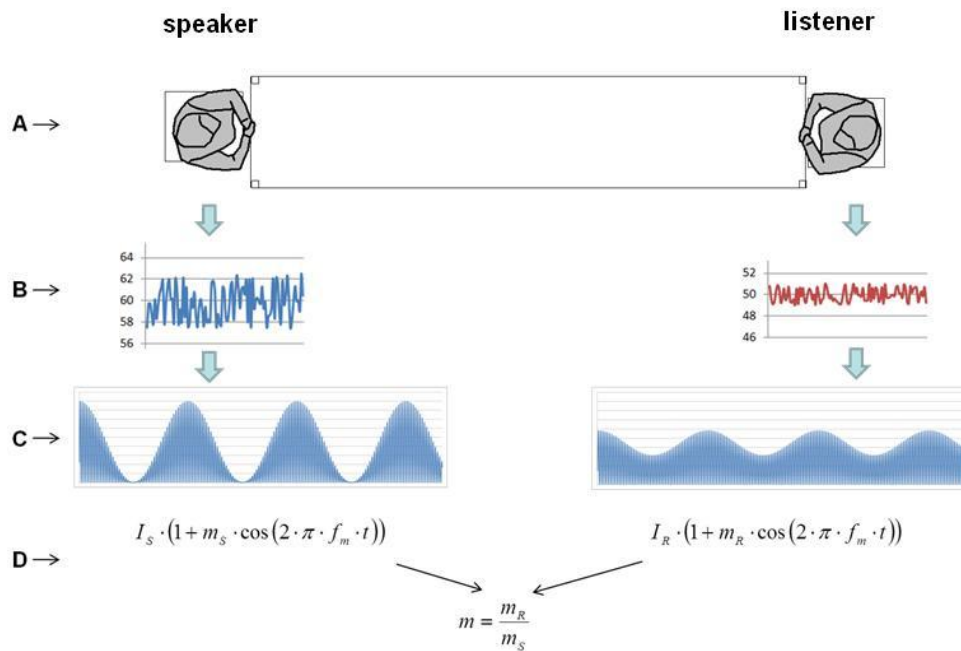 speaker listener
A
B
64
62
60
58
56
52
50
48
46
C
I_S · (1 + m_S · cos(2 · π · f_m · t)) I_R · (1 + m_R · cos(2 · π · f_m · t))
D
m = m_R / m_S